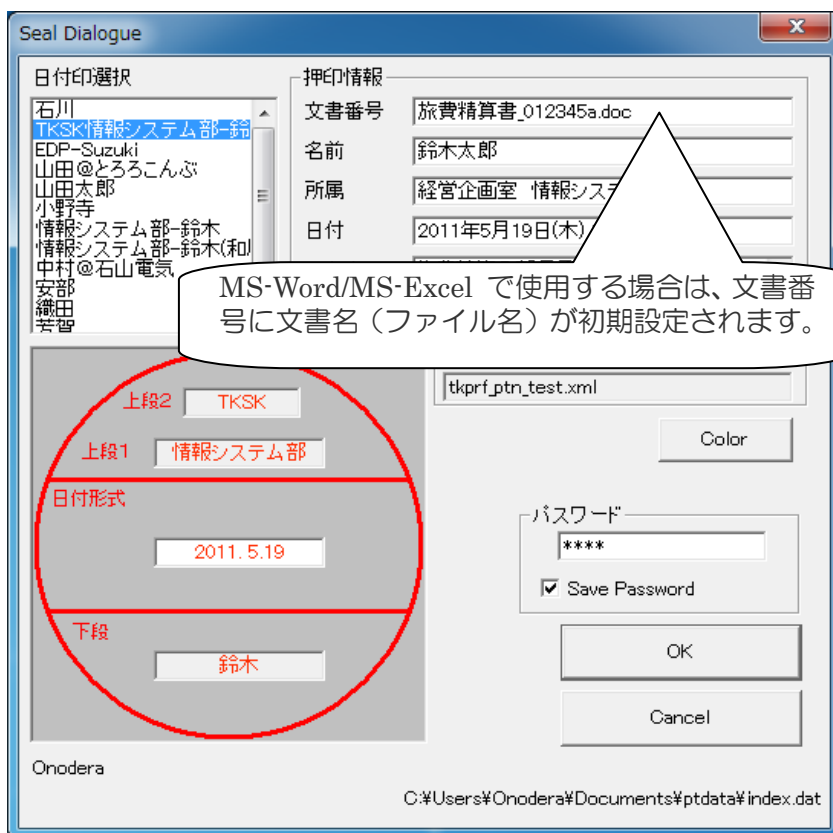 Seal Dialogue
日付印選択
石川
TKSK情報システム部-鈴
EDP-Suzuki
山田@とろろこんぶ
山田太郎
小野寺
情報システム部-鈴木
情報システム部-鈴木(和
中村@石山電気
安部
織田
芳智
押印情報
文書番号 旅費精算書_012345a.doc
名前 鈴木太郎
所属 経営企画室 情報シス
日付 2011年5月19日(木)
MS-Word/MS-Excel で使用する場合は、文書番
号に文書名（ファイル名）が初期設定されます。
tkprf_ptn_test.xml
Color
上段2 TKSK
上段1 情報システム部
日付形式
2011. 5.19
下段
鈴木
パスワード
****
Save Password
OK
Cancel
Onodera
C:¥Users¥Onodera¥Documents¥ptdata¥index.dat